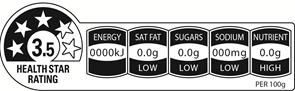 3.5
HEALTH STAR
RATING
ENERGY SAT FAT SUGARS SODIUM NUTRIENT
0000kJ 0.0g 0.0g 000mg 0.0g
LOW LOW HIGH
PER 100g